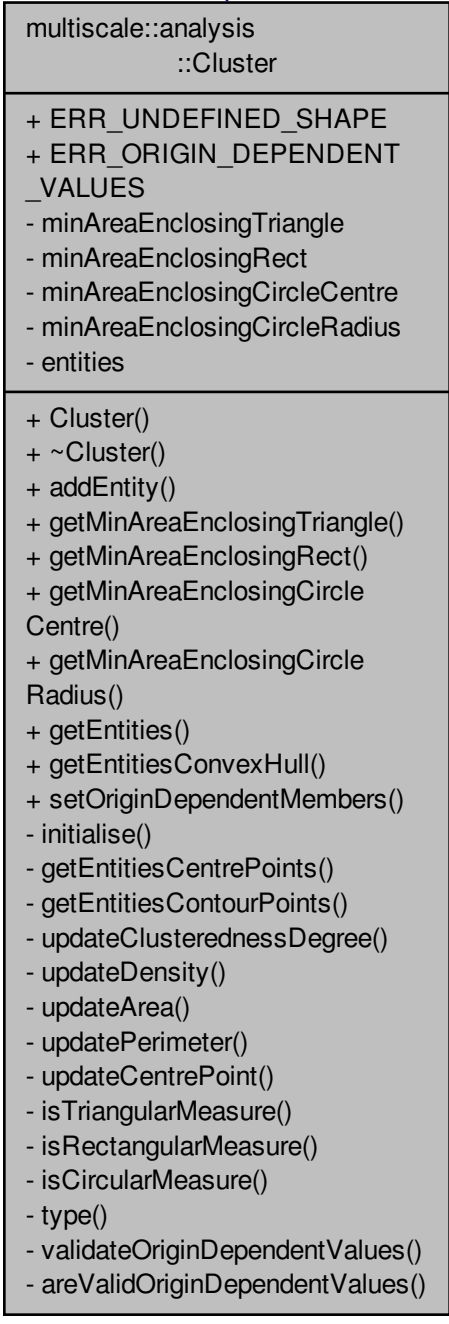 multiscale::analysis
::Cluster
+ ERR_UNDEFINED_SHAPE
+ ERR_ORIGIN_DEPENDENT
_VALUES
- minAreaEnclosingTriangle
- minAreaEnclosingRect
- minAreaEnclosingCircleCentre
- minAreaEnclosingCircleRadius
- entities
+ Cluster()
+ ~Cluster()
+ addEntity()
+ getMinAreaEnclosingTriangle()
+ getMinAreaEnclosingRect()
+ getMinAreaEnclosingCircle
Centre()
+ getMinAreaEnclosingCircle
Radius()
+ getEntities()
+ getEntitiesConvexHull()
+ setOriginDependentMembers()
- initialise()
- getEntitiesCentrePoints()
- getEntitiesContourPoints()
- updateClusterednessDegree()
- updateDensity()
- updateArea()
- updatePerimeter()
- updateCentrePoint()
- isTriangularMeasure()
- isRectangularMeasure()
- isCircularMeasure()
- type()
- validateOriginDependentValues()
- areValidOriginDependentValues()